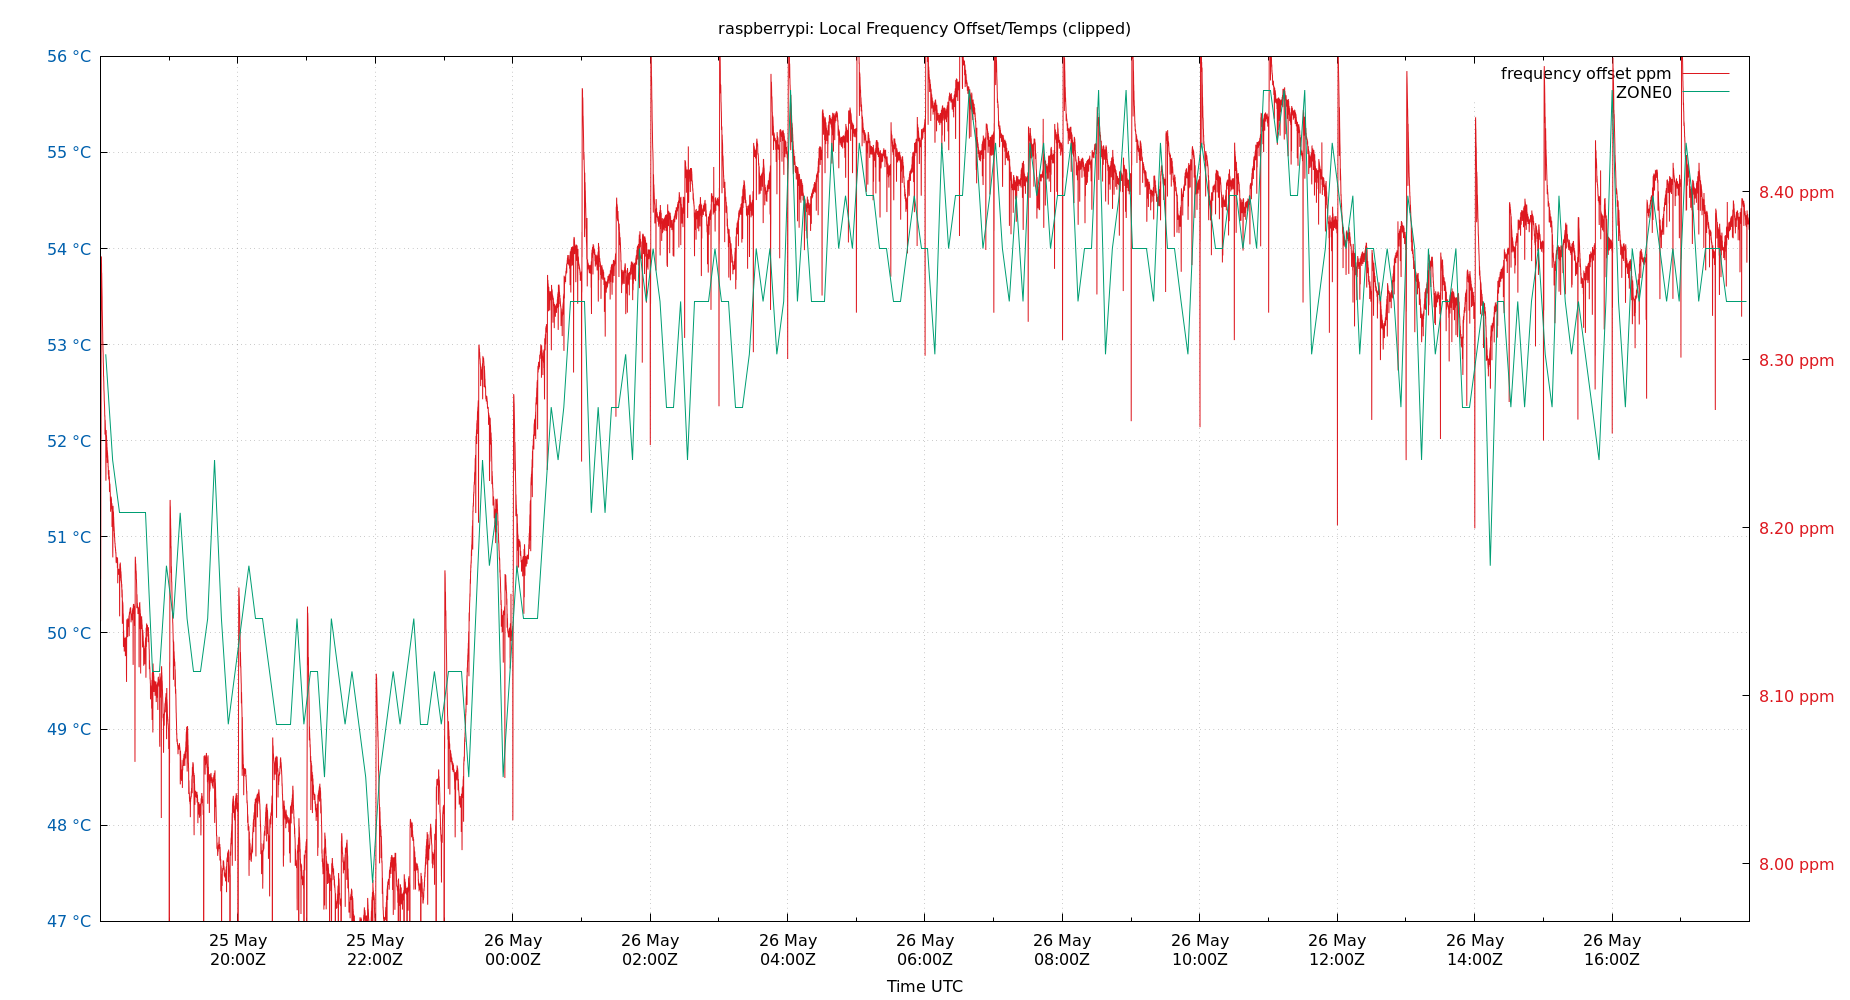 raspberrypi: Local Frequency Offset/Temps (clipped)
56 °C
55 °C
54 °C
53 °C
52 °C
51 °C
50 °C
49 °C
48 °C
47 °C
frequency offset ppm
ZONE0
8.40 ppm
8.30 ppm
8.20 ppm
8.10 ppm
8.00 ppm
25 May 25 May 26 May 26 May 26 May 26 May 26 May 26 May 26 May 26 May 26 May
20:00Z 22:00Z 00:00Z 02:00Z 04:00Z 06:00Z 08:00Z 10:00Z 12:00Z 14:00Z 16:00Z
Time UTC